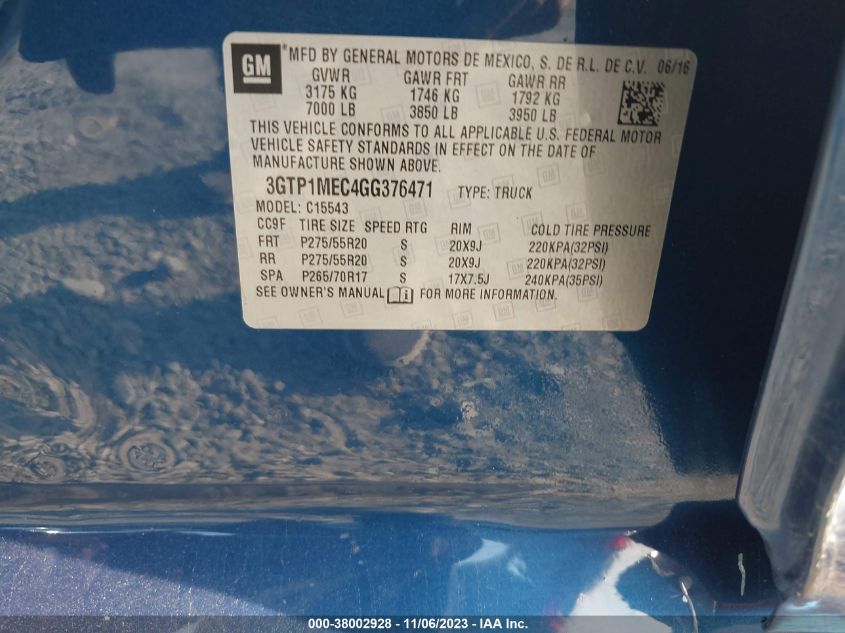 GM
*MFD BY GENERAL MOTORS DE MEXICO, S. DE R.L. DE C.V. 06/16
GVWR GAWR FRT GAWR RR
3175 KG 1746 KG 1792 KG
7000 LB 3850 LB 3950 LB
THIS VEHICLE CONFORMS TO ALL APPLICABLE U.S. FEDERAL MOTOR
VEHICLE SAFETY STANDARDS IN EFFECT ON THE DATE OF
MANUFACTURE SHOWN ABOVE.
3GTP1MEC4GG376471 TYPE: TRUCK
MODEL: C15543
CC9F TIRE SIZE SPEED RTG RIM COLD TIRE PRESSURE
FRT P275/55R20 S 20X9J 220KPA(32PSI)
RR P275/55R20 S 20X9J 220KPA(32PSI)
SPA P265/70R17 S 17X7.5J 240KPA(35PSI)
SEE OWNER'S MANUAL FOR MORE INFORMATION.
000-38002928 - 11/06/2023 - IAA Inc.